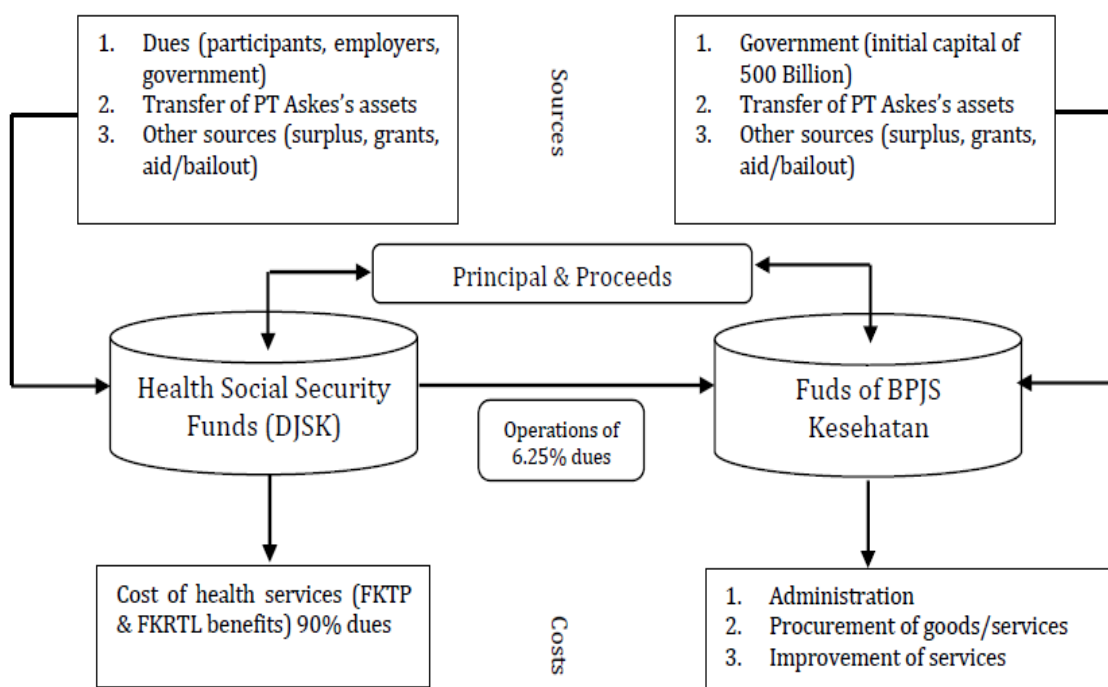 1. Dues (participants, employers,
government)
2. Transfer of PT Askes's assets
3. Other sources (surplus, grants,
aid/bailout)
Sources
1. Government (initial capital of
500 Billion)
2. Transfer of PT Askes's assets
3. Other sources (surplus, grants,
aid/bailout)
Principal & Proceeds
Health Social Security
Funds (DJSK)
Operations of
6.25% dues
Fuds of BPJS
Kesehatan
Cost of health services (FKTP
& FKRTL benefits) 90% dues
Costs
1. Administration
2. Procurement of goods/services
3. Improvement of services